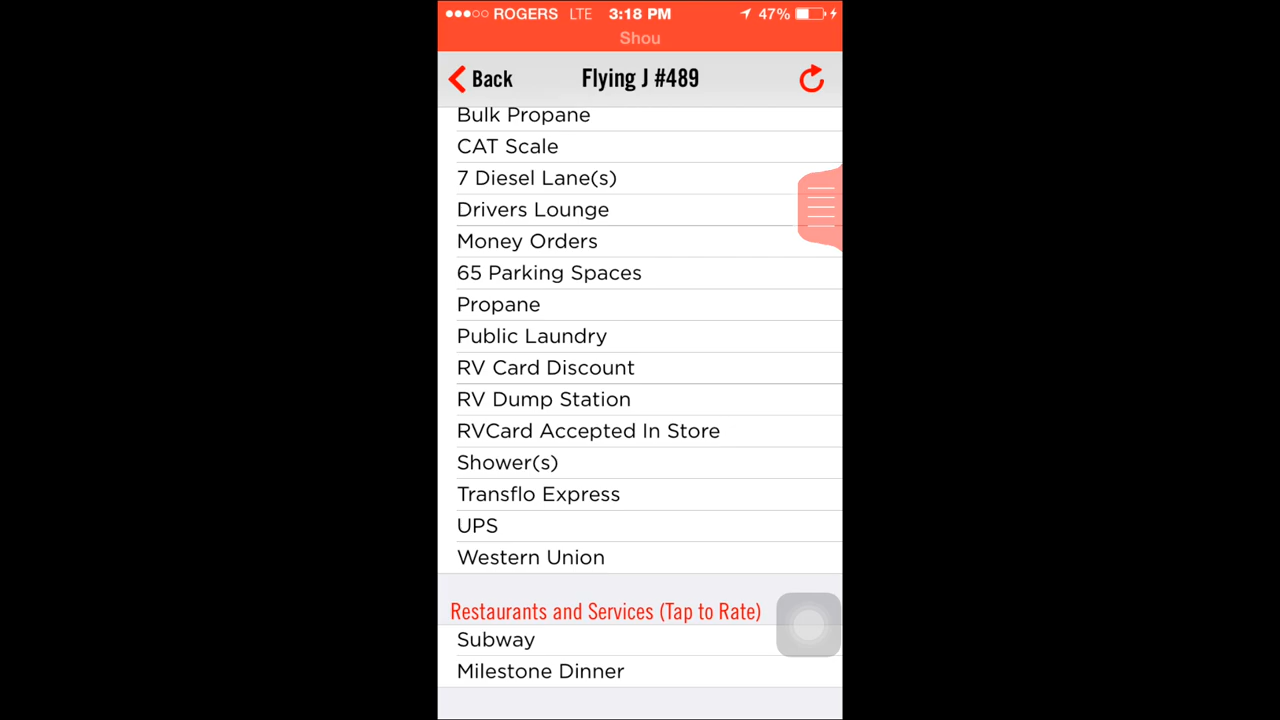 ROGERS LTE 3:18 PM 47%
Shou
Back Flying J #489
Bulk Propane
CAT Scale
7 Diesel Lane(s)
Drivers Lounge
Money Orders
65 Parking Spaces
Propane
Public Laundry
RV Card Discount
RV Dump Station
RVCard Accepted In Store
Shower(s)
Transflo Express
UPS
Western Union
Restaurants and Services (Tap to Rate)
Subway
Milestone Dinner